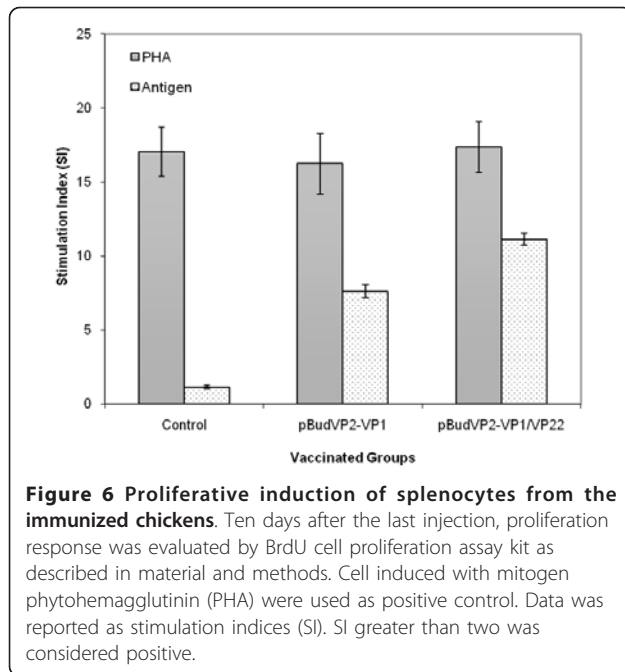 25
PHA
Antigen
20
15
10
5
0
Stimulation Index (SI)
Control
pBudVP2-VP1
pBudVP2-VP1/VP22
Vaccinated Groups
Figure 6 Proliferative induction of splenocytes from the
immunized chickens. Ten days after the last injection, proliferation
response was evaluated by BrdU cell proliferation assay kit as
described in material and methods. Cell induced with mitogen
phytohemagglutinin (PHA) were used as positive control. Data was
reported as stimulation indices (SI). SI greater than two was
considered positive.